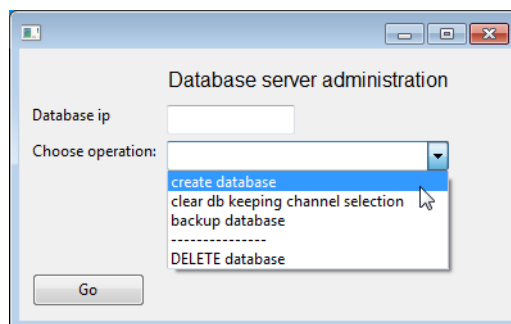 Database server administration
Database ip
Choose operation:
create database
clear db keeping channel selection
backup database
---------------
DELETE database
Go